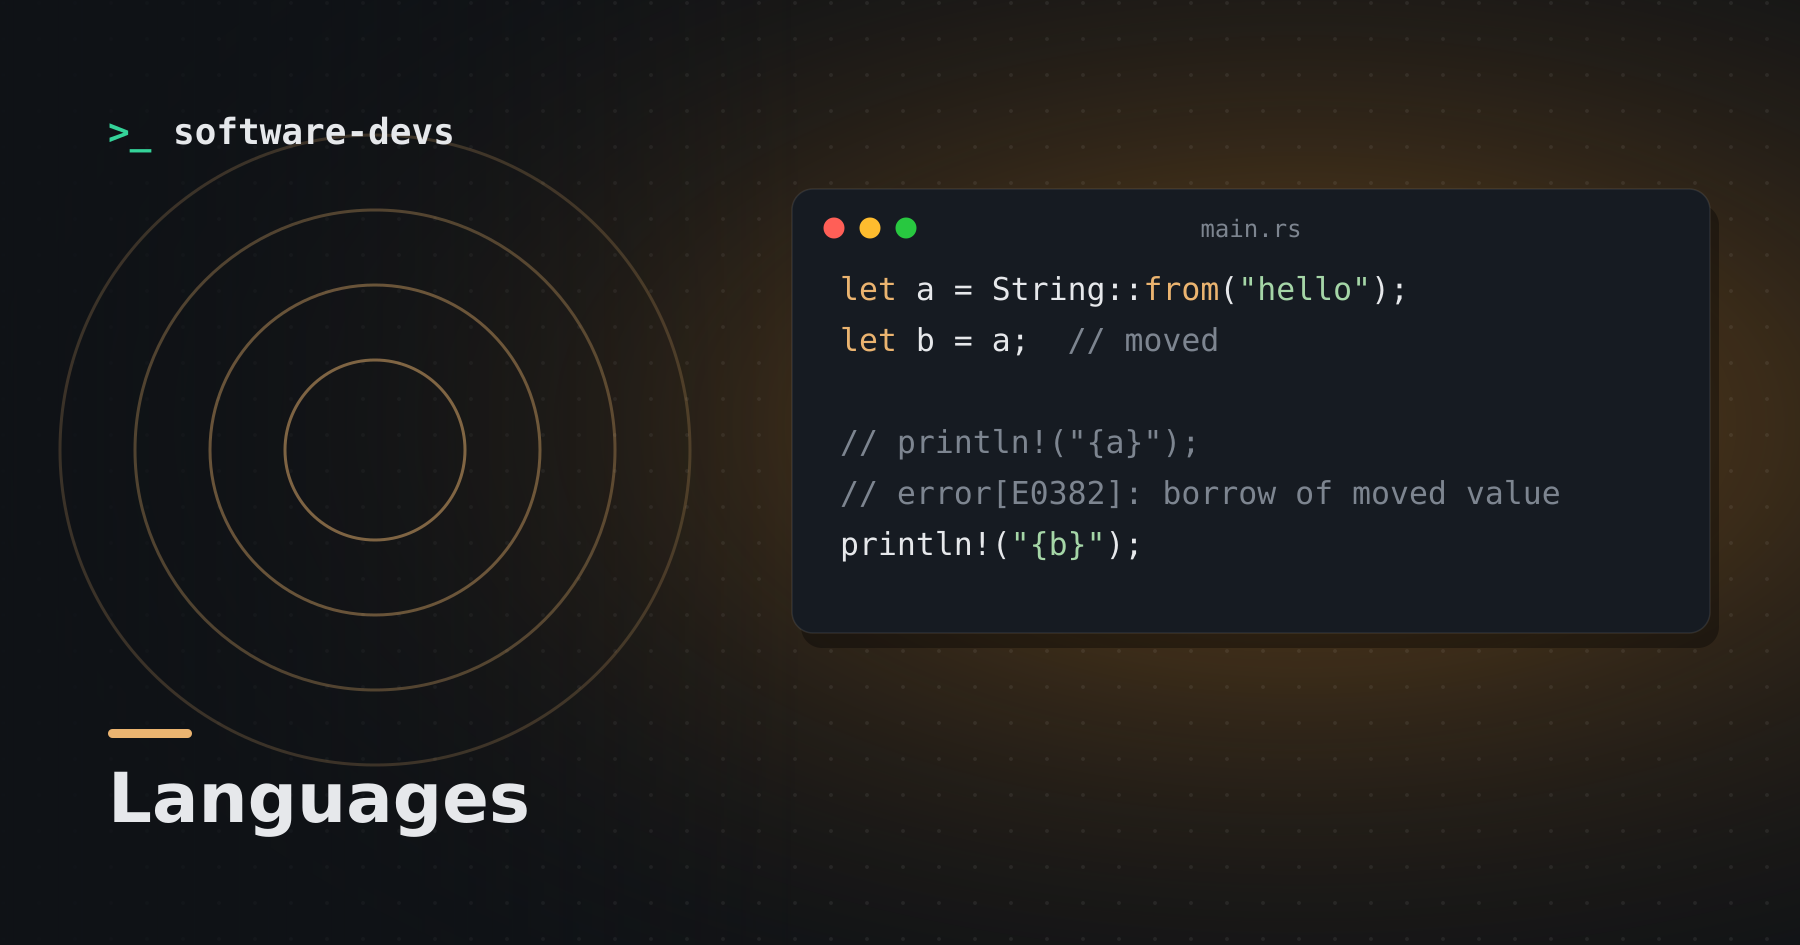 >_ software-devs
main.rs
let a = String::from("hello");
let b = a;  // moved
// println!("{a}");
// error[E0382]: borrow of moved value
println!("{b}");
Languages